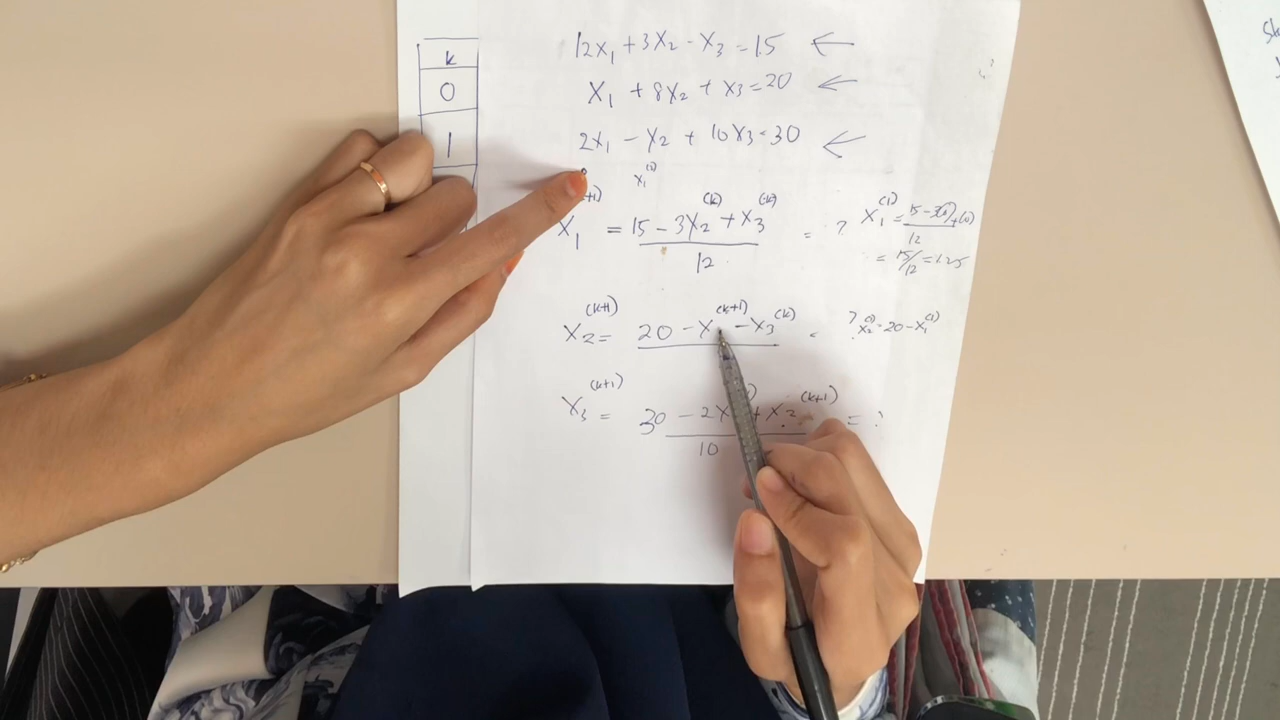 k
0
1
12x₁ + 3x₂ - x₃ = 15 ←
x₁ + 8x₂ + x₃ = 20 ←
2x₁ - x₂ + 10x₃ = 30 ←
x₁⁽¹⁾
x₁ +1) = 15 - 3x₂⁽ᵏ⁾ + x₃⁽ᵏ⁾ = ?
12
x₁⁽¹⁾ = 15 - 3(0) + (0)
12
= 15/12 = 1.25
x₂⁽ᵏ⁺¹⁾ = 20 - x⁽ᵏ⁺¹⁾ - x₃⁽ᵏ⁾ = ?
x₂⁽¹⁾ = 20 - x₁⁽¹⁾
x₃⁽ᵏ⁺¹⁾ = 30 - 2x + x₂⁽ᵏ⁺¹⁾ = ?
10